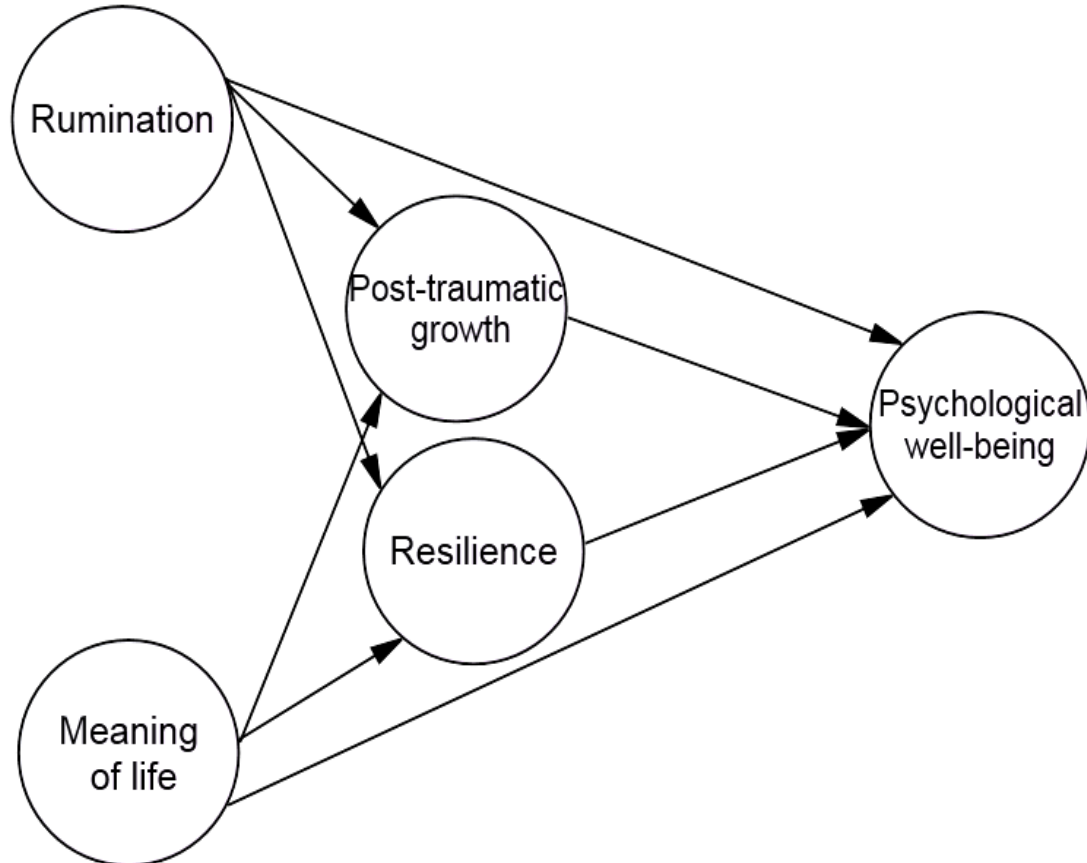 Rumination
Post-traumatic
growth
Psychological
well-being
Resilience
Meaning
of life